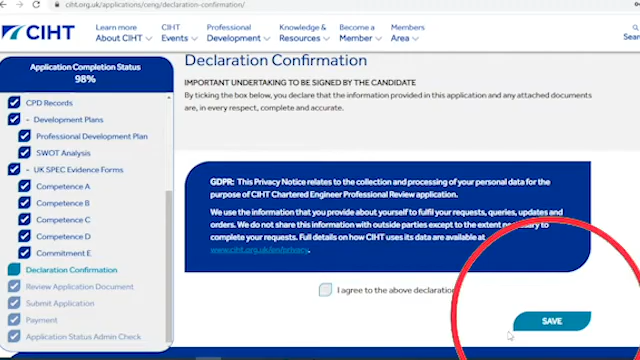 ciht.org.uk/applications/ceng/declaration-confirmation/
CIHT
Learn more
About CIHT
CIHT
Events
Professional
Development
Knowledge &
Resources
Become a
Member
Members
Area
Sear
Application Completion Status
98%
CPD Records
- Development Plans
Professional Development Plan
SWOT Analysis
- UK SPEC Evidence Forms
Competence A
Competence B
Competence C
Competence D
Commitment E
Declaration Confirmation
Review Application Document
Submit Application
Payment
Application Status Admin Check
Declaration Confirmation
IMPORTANT UNDERTAKING TO BE SIGNED BY THE CANDIDATE
By ticking the box below, you declare that the information provided in this application and any attached documents
are, in every respect, complete and accurate.
GDPR: This Privacy Notice relates to the collection and processing of your personal data for the
purpose of CIHT Chartered Engineer Professional Review application.
We use the information that you provide about yourself to fulfil your requests, queries, updates and
orders. We do not share this information with outside parties except to the extent necessary to
complete your requests. Full details on how CIHT uses its data are available at
www.ciht.org.uk/en/privacy.
I agree to the above declaration
SAVE